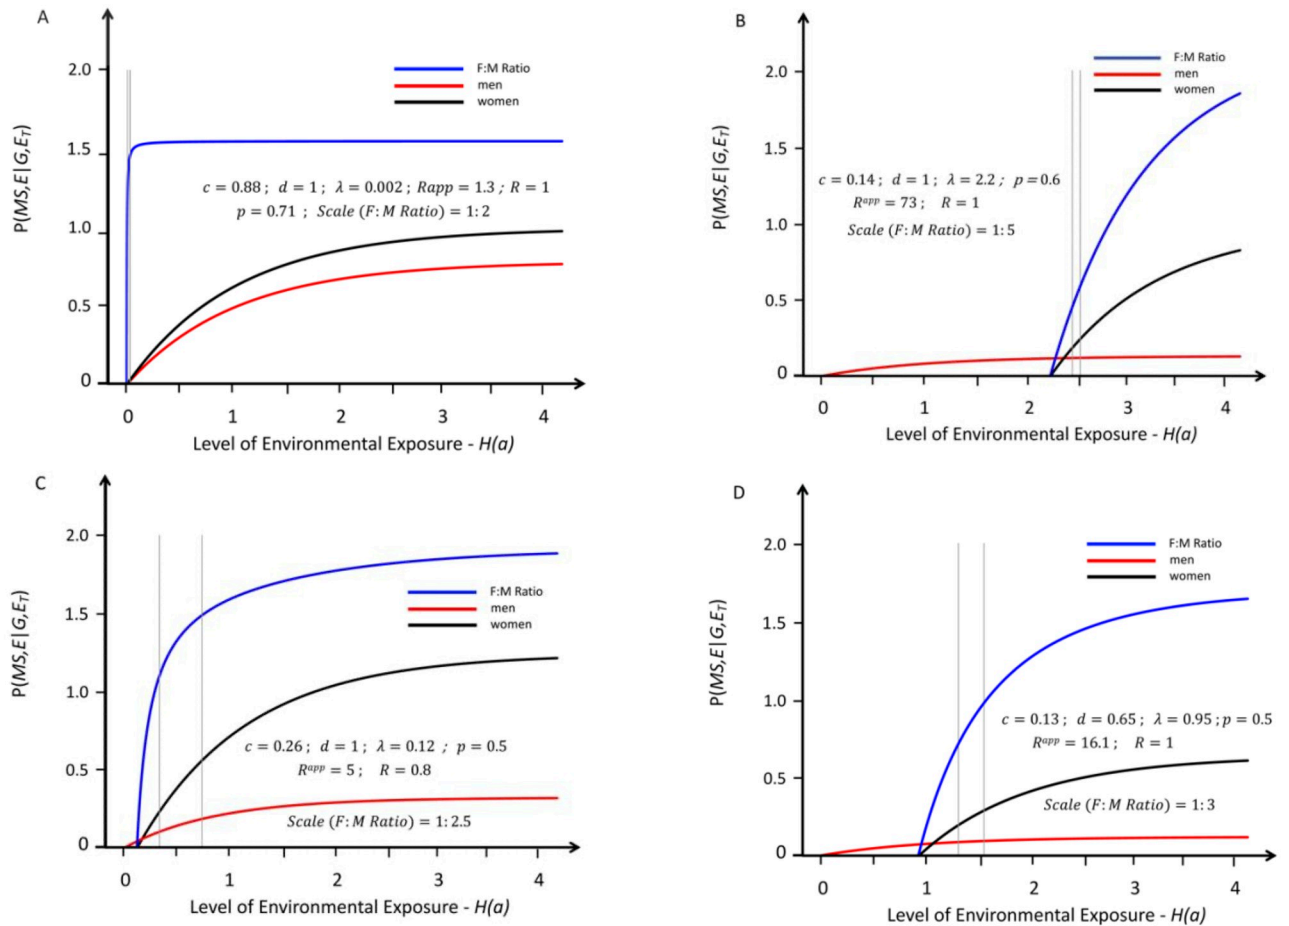 A
P(MS,E|G,E_T)
2.0
1.5
1.0
0.5
0
F:M Ratio
men
women
c = 0.88 ; d = 1 ; λ = 0.002 ; Rapp = 1.3 ; R = 1
p = 0.71 ; Scale (F: M Ratio) = 1: 2
0 1 2 3 4
Level of Environmental Exposure - H(a)
B
P(MS,E|G,E_T)
2.0
1.5
1.0
0.5
0
F:M Ratio
men
women
c = 0.14 ; d = 1 ; λ = 2.2 ; p = 0.6
R^app = 73 ; R = 1
Scale (F: M Ratio) = 1: 5
0 1 2 3 4
Level of Environmental Exposure - H(a)
C
P(MS,E|G,E_T)
2.0
1.5
1.0
0.5
0
F:M Ratio
men
women
c = 0.26 ; d = 1 ; λ = 0.12 ; p = 0.5
R^app = 5 ; R = 0.8
Scale (F: M Ratio) = 1: 2.5
0 1 2 3 4
Level of Environmental Exposure - H(a)
D
P(MS,E|G,E_T)
2.0
1.5
1.0
0.5
0
F:M Ratio
men
women
c = 0.13 ; d = 0.65 ; λ = 0.95 ; p = 0.5
R^app = 16.1 ; R = 1
Scale (F: M Ratio) = 1: 3
0 1 2 3 4
Level of Environmental Exposure - H(a)